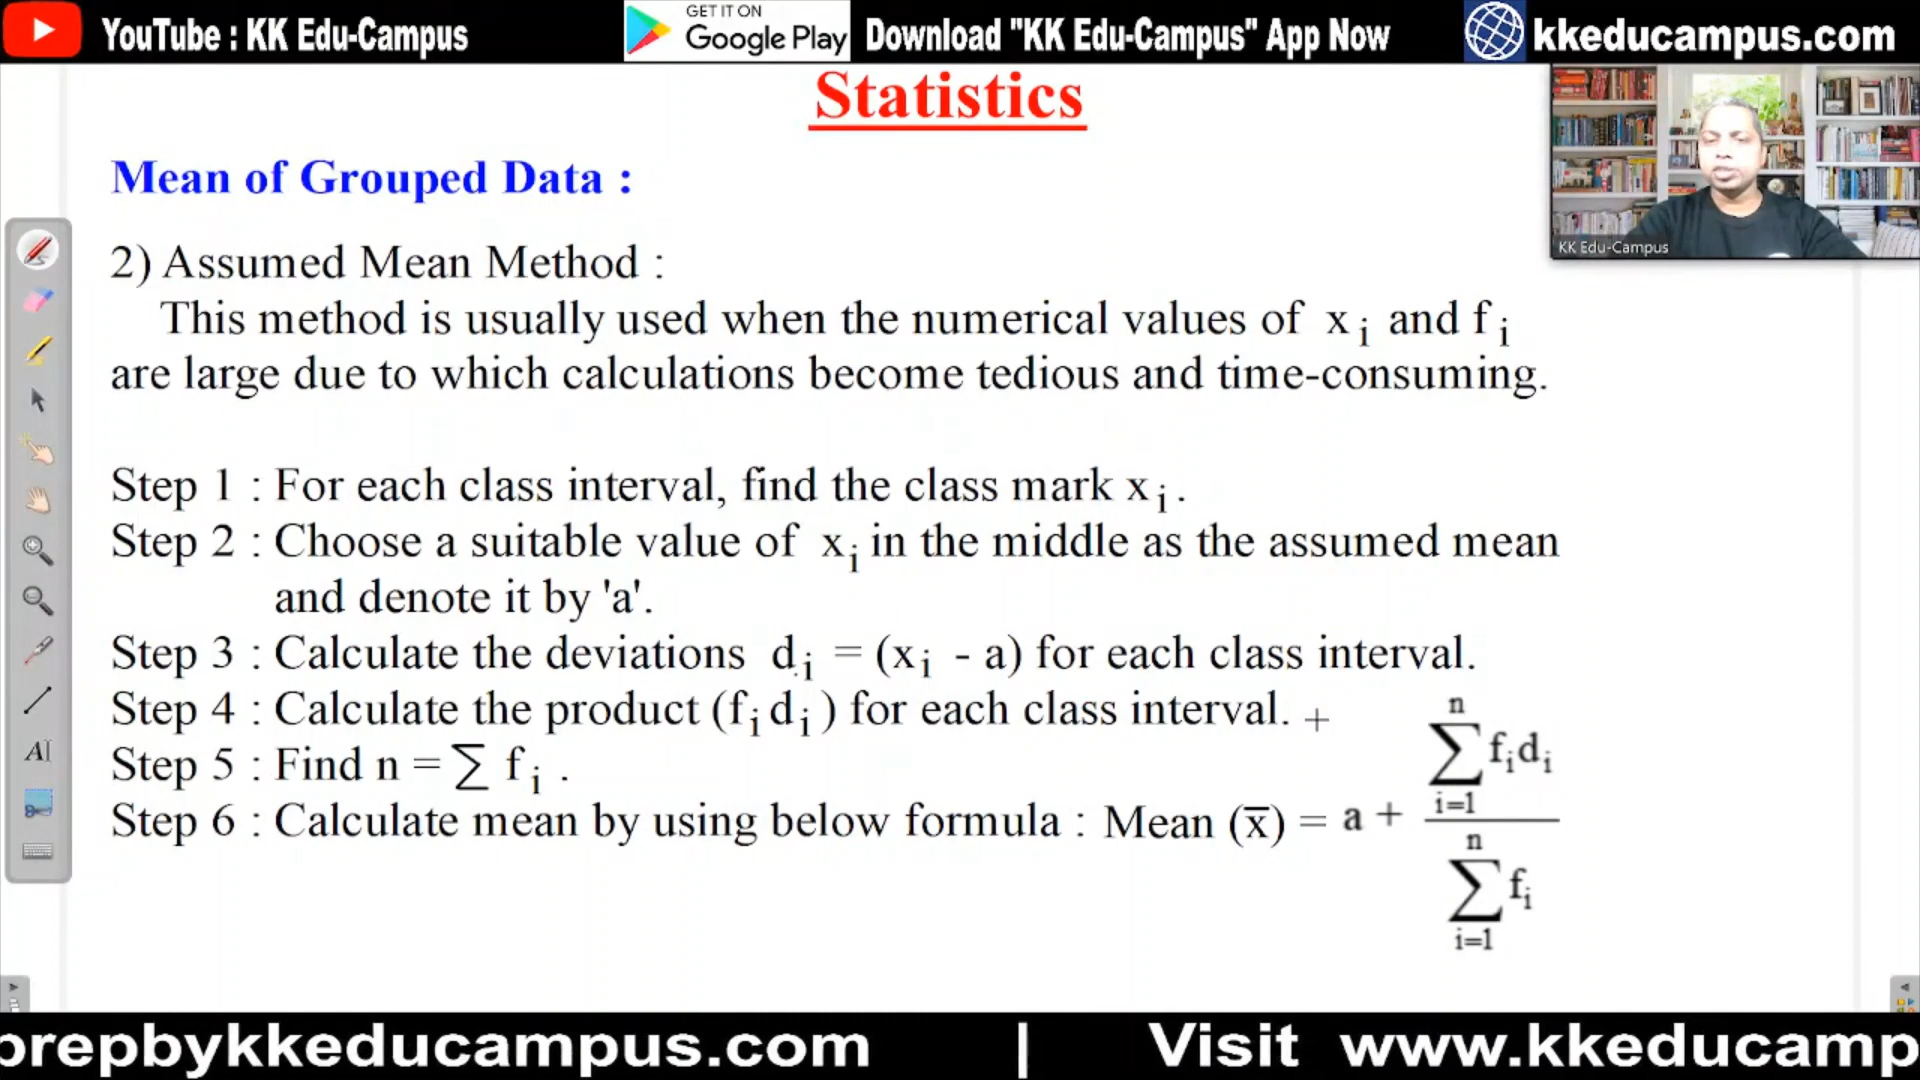 YouTube : KK Edu-Campus
GET IT ON
Google Play
Download "KK Edu-Campus" App Now
kkeducampus.com
Statistics
KK Edu-Campus
Mean of Grouped Data :
2) Assumed Mean Method :
This method is usually used when the numerical values of x i and f i
are large due to which calculations become tedious and time-consuming.
Step 1 : For each class interval, find the class mark x i .
Step 2 : Choose a suitable value of x i in the middle as the assumed mean
and denote it by 'a'.
Step 3 : Calculate the deviations d i = (x i - a) for each class interval.
Step 4 : Calculate the product (f i d i ) for each class interval.
Step 5 : Find n = ∑ f i .
Step 6 : Calculate mean by using below formula : Mean (x̅) = a +
n
∑ f i d i
i=1
n
∑ f i
i=1
AI
prepbykkeducampus.com | Visit www.kkeducamp